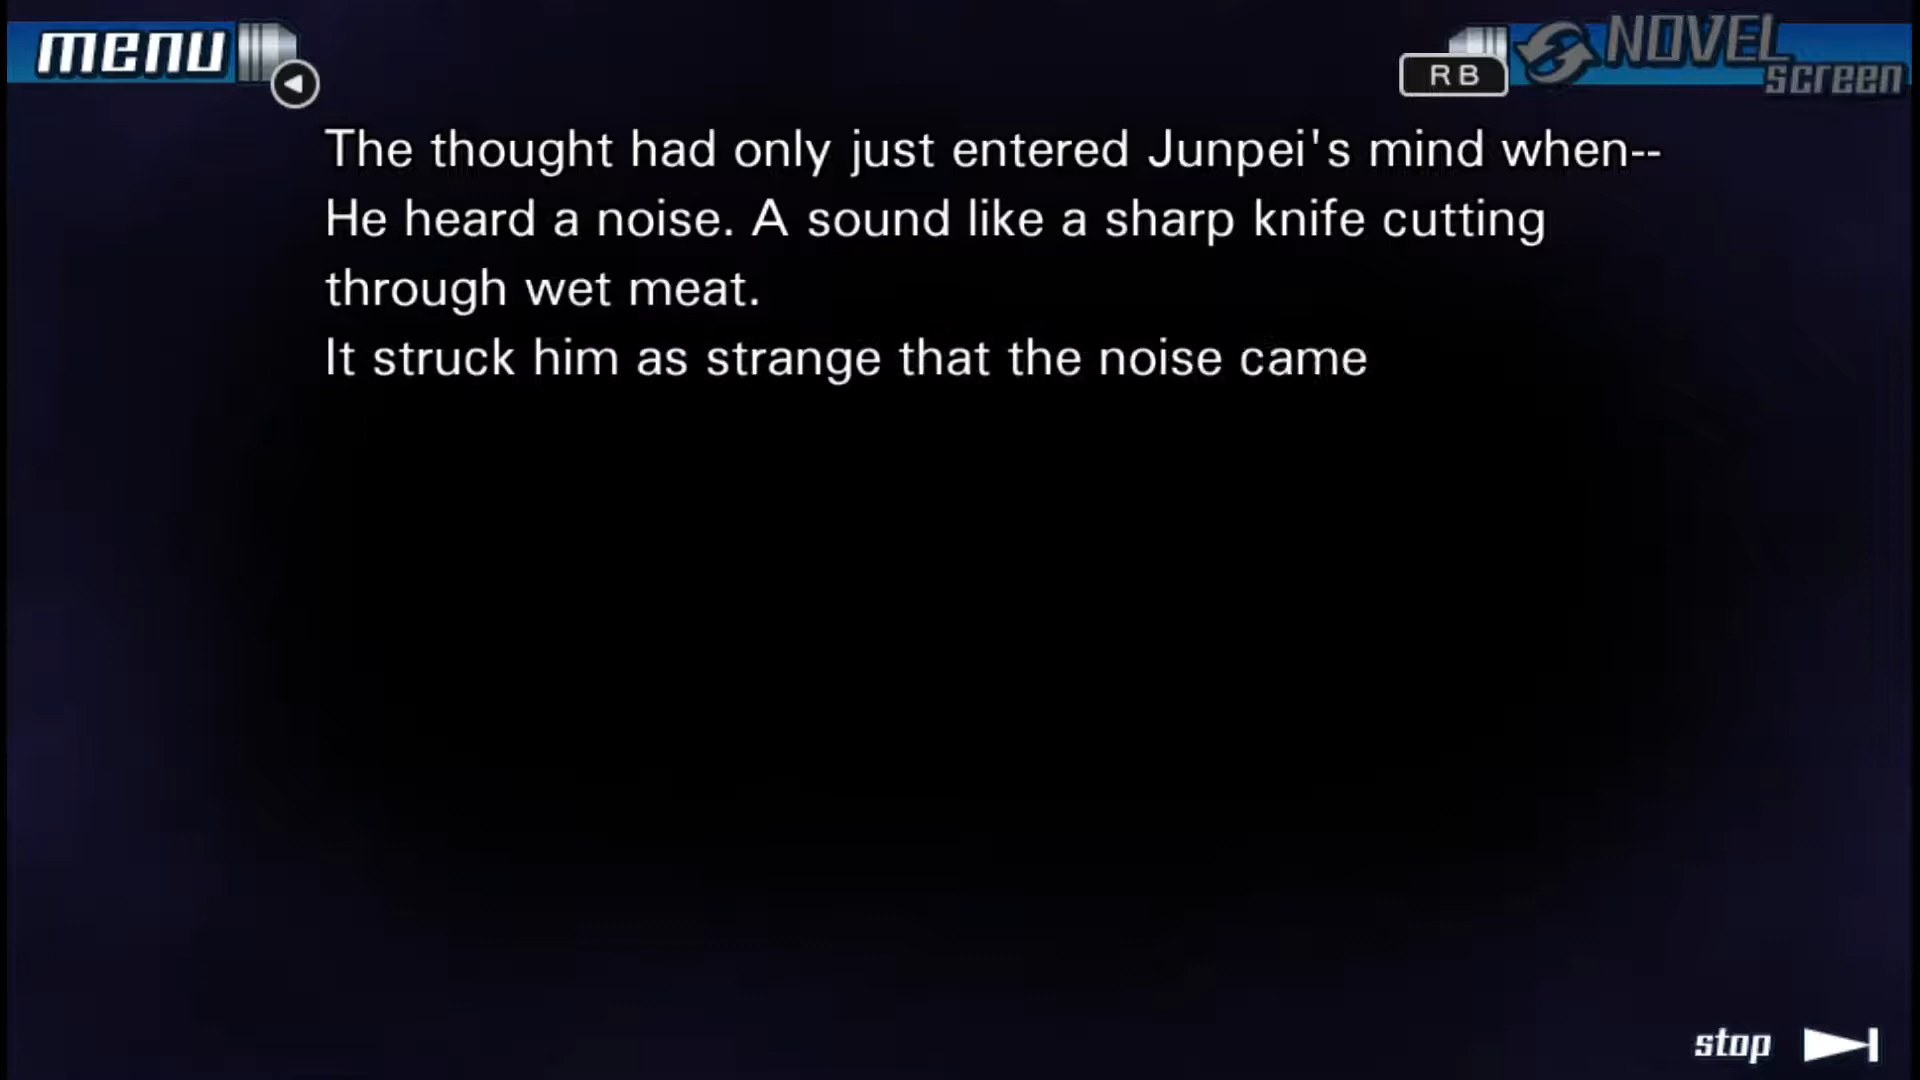 menu
RB
NOVEL
screen
The thought had only just entered Junpei's mind when--
He heard a noise. A sound like a sharp knife cutting
through wet meat.
It struck him as strange that the noise came
stop